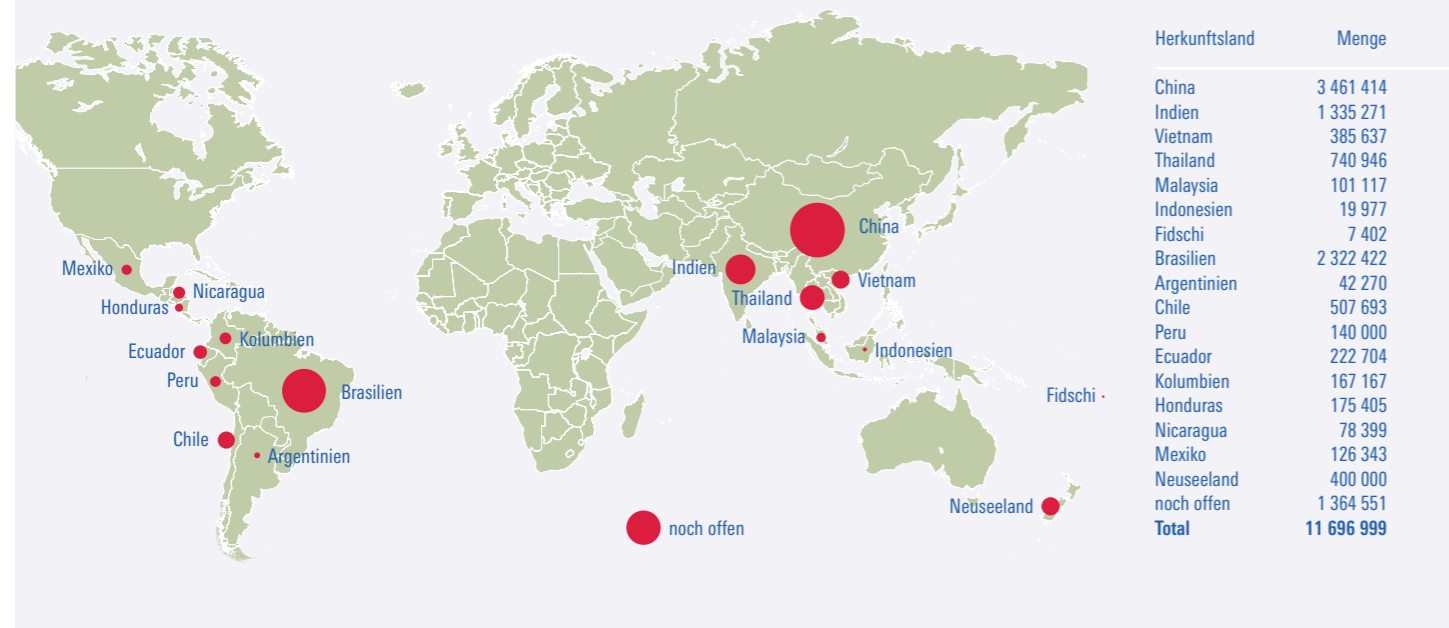 Herkunftsland Menge
China 3 461 414
Indien 1 335 271
Vietnam 385 637
Thailand 740 946
Malaysia 101 117
Indonesien 19 977
Fidschi 7 402
Brasilien 2 322 422
Argentinien 42 270
Chile 507 693
Peru 140 000
Ecuador 222 704
Kolumbien 167 167
Honduras 175 405
Nicaragua 78 399
Mexiko 126 343
Neuseeland 400 000
noch offen 1 364 551
Total 11 696 999
China
Indien
Mexiko
Vietnam
Nicaragua
Thailand
Honduras
Malaysia
Kolumbien
Indonesien
Ecuador
Peru
Brasilien
Fidschi
Chile
Argentinien
Neuseeland
noch offen